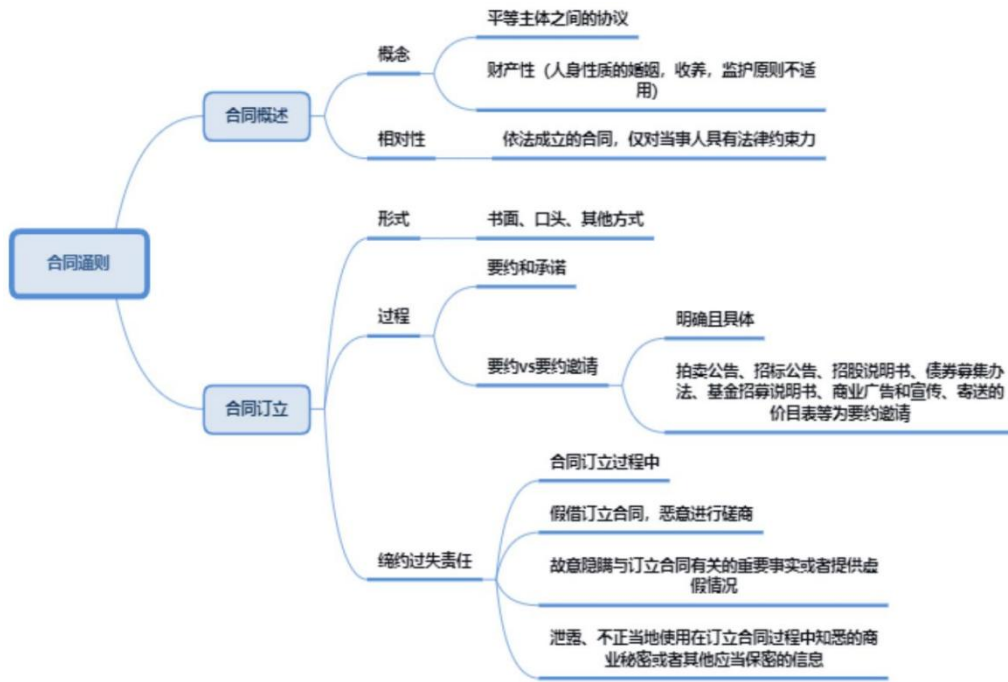 合同通则
合同概述
概念
平等主体之间的协议
财产性（人身性质的婚姻，收养，监护原则不适
用）
相对性
依法成立的合同，仅对当事人具有法律约束力
合同订立
形式
书面、口头、其他方式
过程
要约和承诺
要约vs要约邀请
明确且具体
拍卖公告、招标公告、招股说明书、债券募集办
法、基金招募说明书、商业广告和宣传、寄送的
价目表等为要约邀请
缔约过失责任
合同订立过程中
假借订立合同，恶意进行磋商
故意隐瞒与订立合同有关的重要事实或者提供虚
假情况
泄露、不正当地使用在订立合同过程中知悉的商
业秘密或者其他应当保密的信息